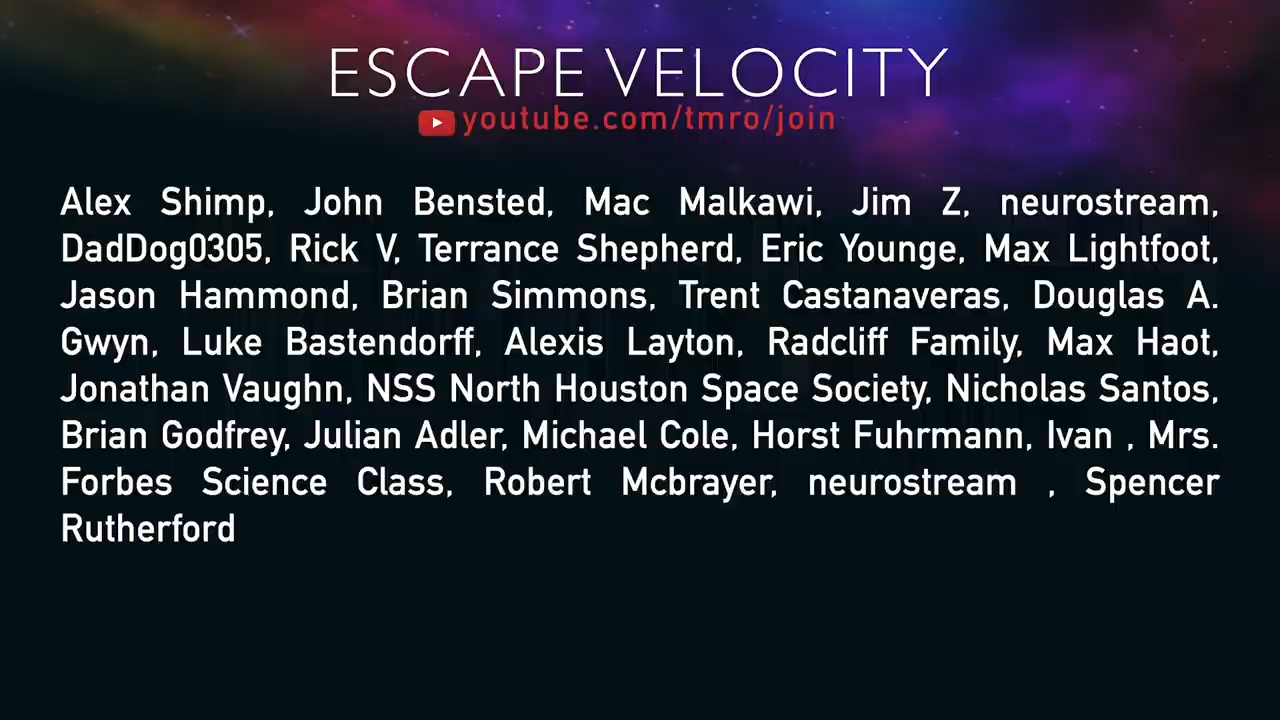 ESCAPE VELOCITY
youtube.com/tmro/join
Alex Shimp, John Bensted, Mac Malkawi, Jim Z, neurostream,
DadDog0305, Rick V, Terrance Shepherd, Eric Younge, Max Lightfoot,
Jason Hammond, Brian Simmons, Trent Castanaveras, Douglas A.
Gwyn, Luke Bastendorff, Alexis Layton, Radcliff Family, Max Haot,
Jonathan Vaughn, NSS North Houston Space Society, Nicholas Santos,
Brian Godfrey, Julian Adler, Michael Cole, Horst Fuhrmann, Ivan , Mrs.
Forbes Science Class, Robert Mcbrayer, neurostream , Spencer
Rutherford